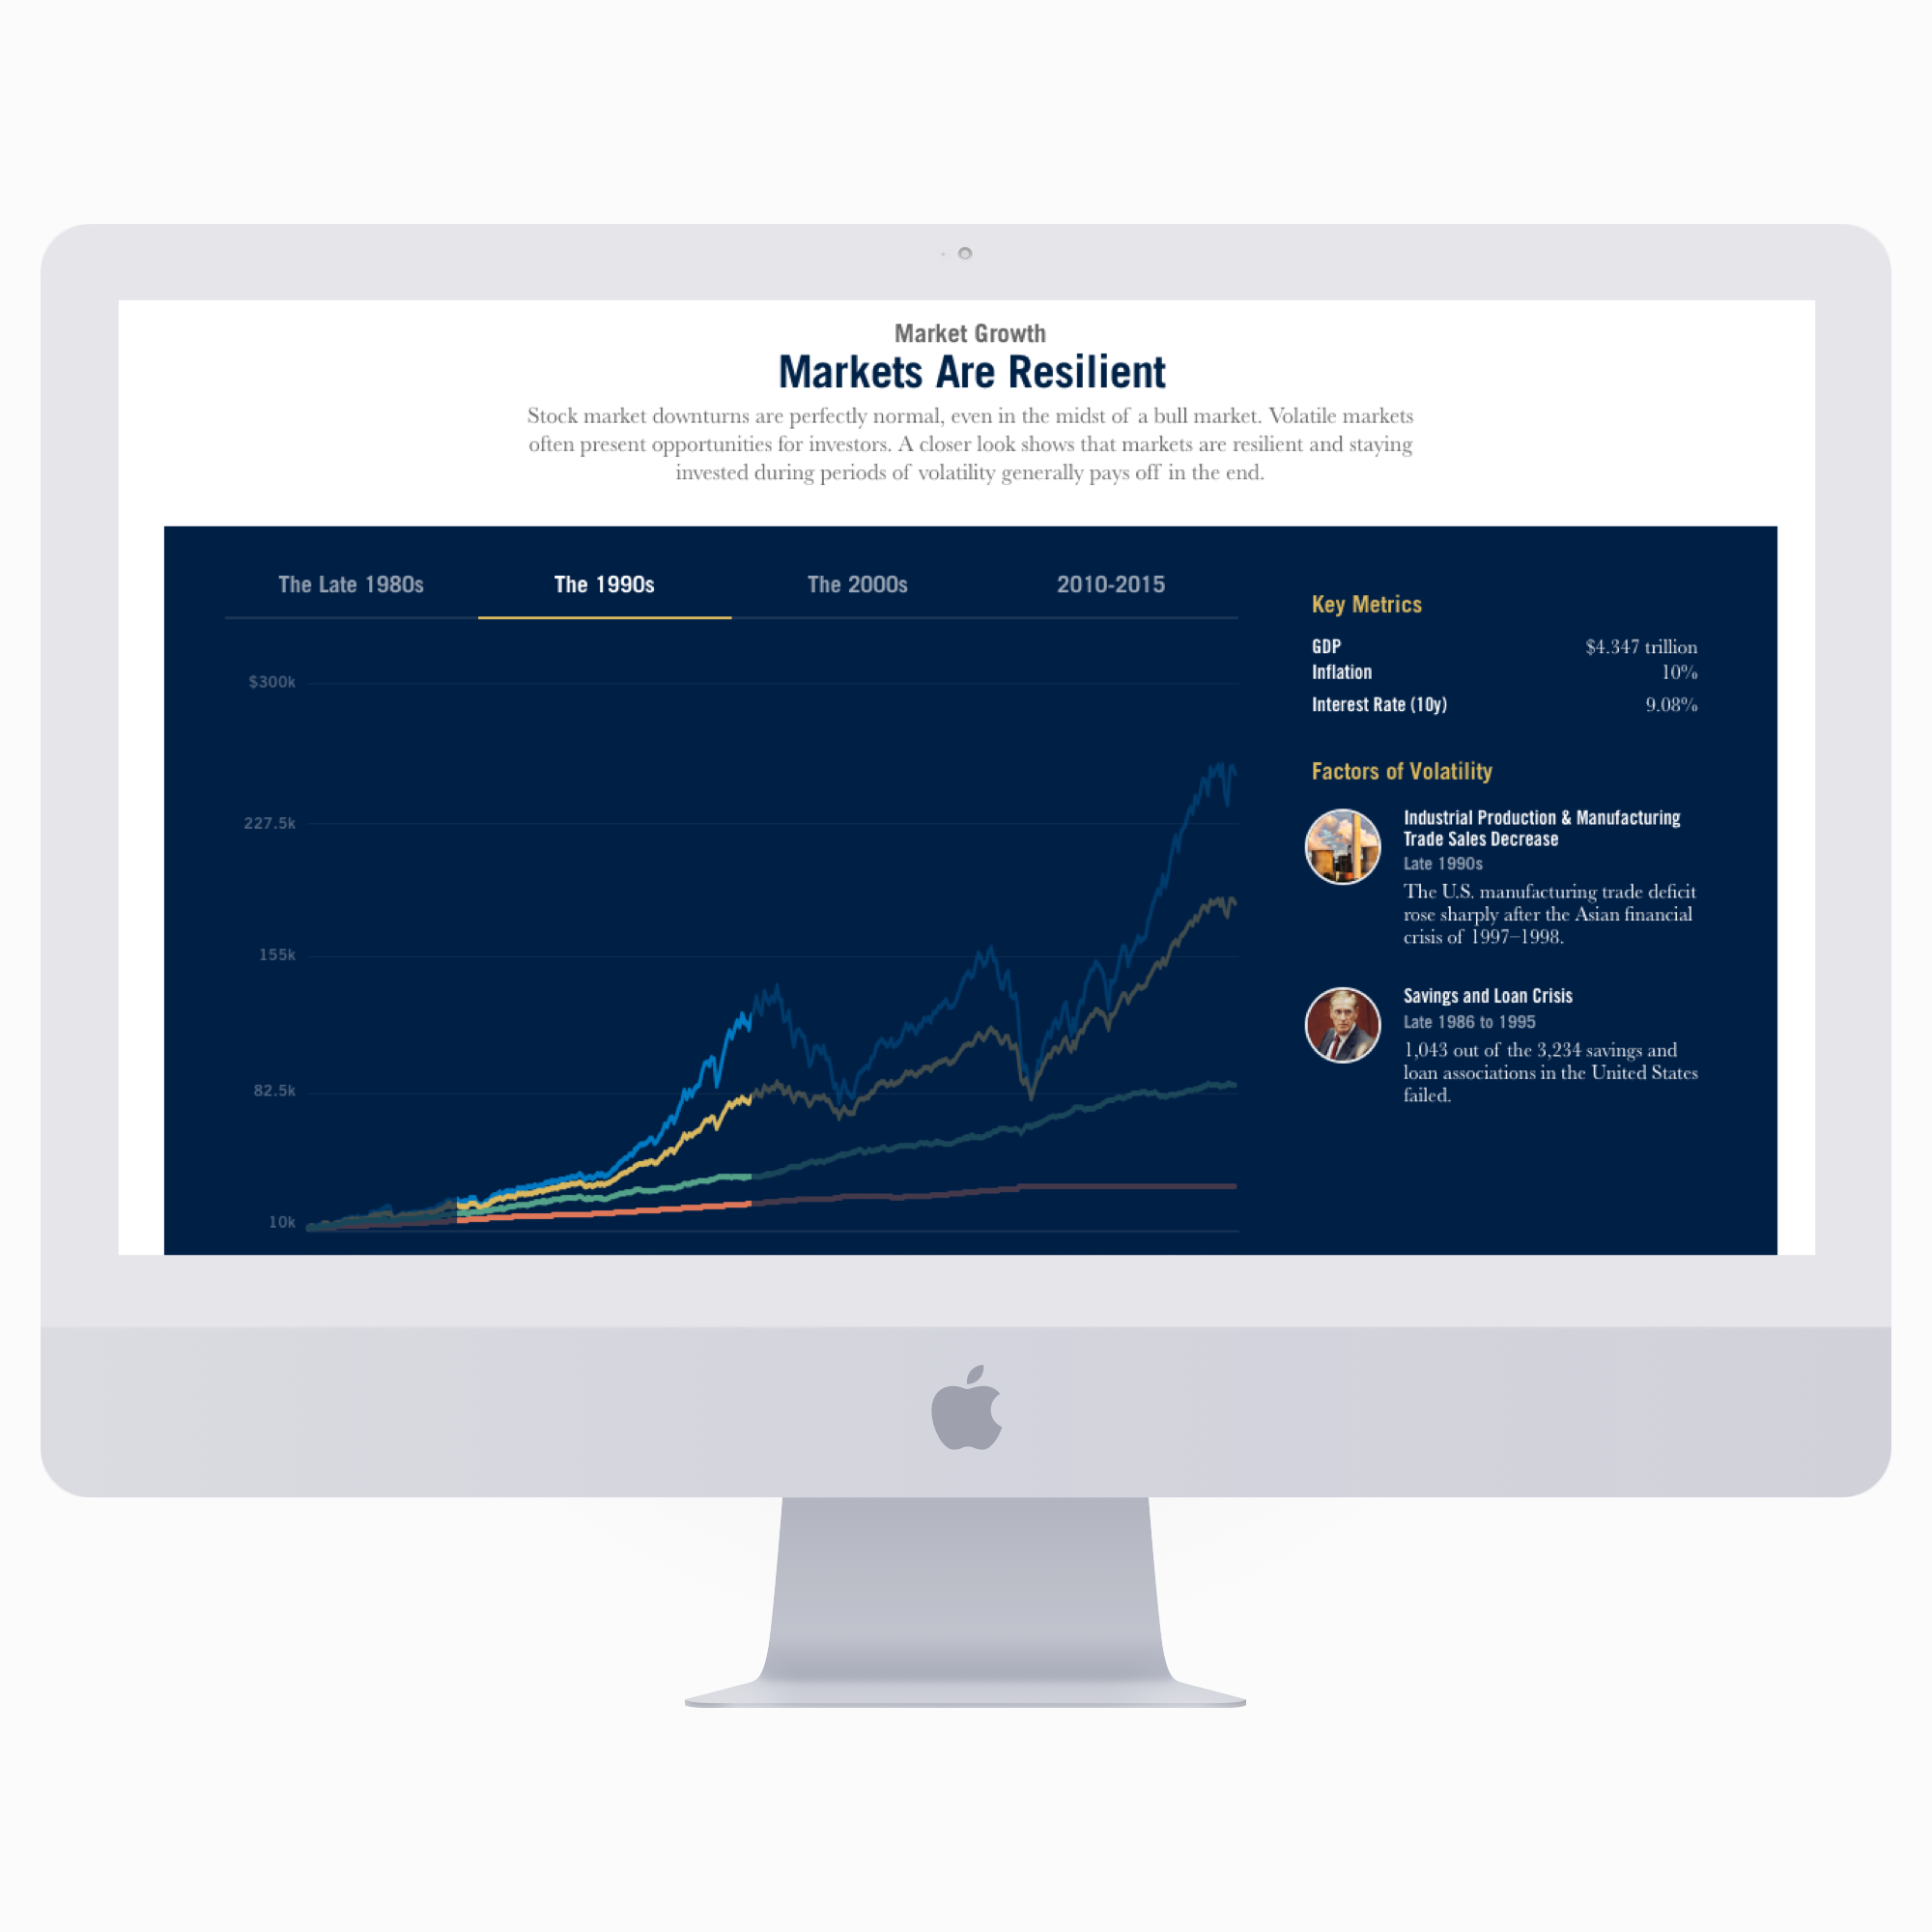 Market Growth
Markets Are Resilient
Stock market downturns are perfectly normal, even in the midst of a bull market. Volatile markets
often present opportunities for investors. A closer look shows that markets are resilient and staying
invested during periods of volatility generally pays off in the end.
The Late 1980s
The 1990s
The 2000s
2010-2015
$300k
227.5k
155k
82.5k
10k
Key Metrics
GDP $4.347 trillion
Inflation 10%
Interest Rate (10y) 9.08%
Factors of Volatility
Industrial Production & Manufacturing
Trade Sales Decrease
Late 1990s
The U.S. manufacturing trade deficit
rose sharply after the Asian financial
crisis of 1997–1998.
Savings and Loan Crisis
Late 1986 to 1995
1,043 out of the 3,234 savings and
loan associations in the United States
failed.